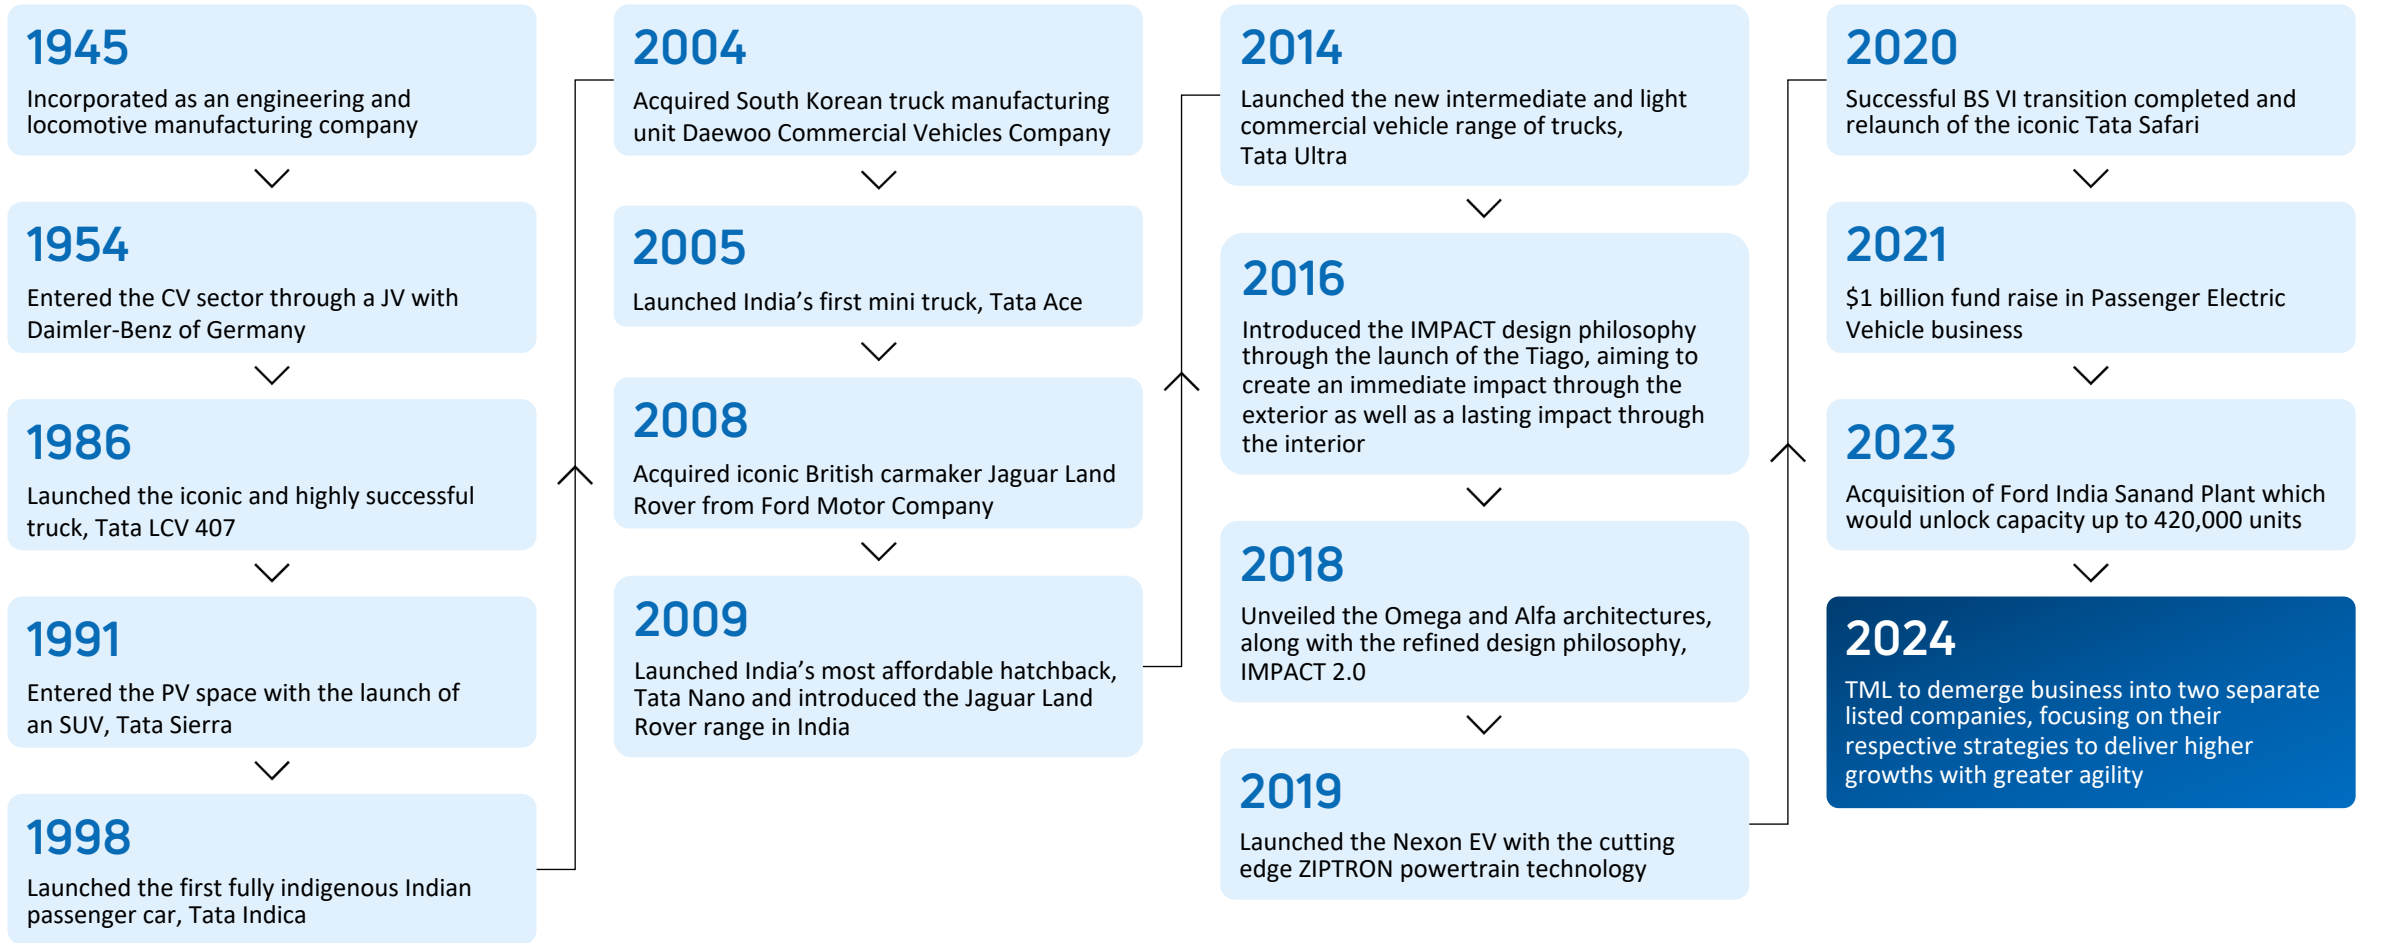 1945
Incorporated as an engineering and
locomotive manufacturing company
1954
Entered the CV sector through a JV with
Daimler-Benz of Germany
1986
Launched the iconic and highly successful
truck, Tata LCV 407
1991
Entered the PV space with the launch of
an SUV, Tata Sierra
1998
Launched the first fully indigenous Indian
passenger car, Tata Indica
2004
Acquired South Korean truck manufacturing
unit Daewoo Commercial Vehicles Company
2005
Launched India’s first mini truck, Tata Ace
2008
Acquired iconic British carmaker Jaguar Land
Rover from Ford Motor Company
2009
Launched India’s most affordable hatchback,
Tata Nano and introduced the Jaguar Land
Rover range in India
2014
Launched the new intermediate and light
commercial vehicle range of trucks,
Tata Ultra
2016
Introduced the IMPACT design philosophy
through the launch of the Tiago, aiming to
create an immediate impact through the
exterior as well as a lasting impact through
the interior
2018
Unveiled the Omega and Alfa architectures,
along with the refined design philosophy,
IMPACT 2.0
2019
Launched the Nexon EV with the cutting
edge ZIPTRON powertrain technology
2020
Successful BS VI transition completed and
relaunch of the iconic Tata Safari
2021
$1 billion fund raise in Passenger Electric
Vehicle business
2023
Acquisition of Ford India Sanand Plant which
would unlock capacity up to 420,000 units
2024
TML to demerge business into two separate
listed companies, focusing on their
respective strategies to deliver higher
growths with greater agility